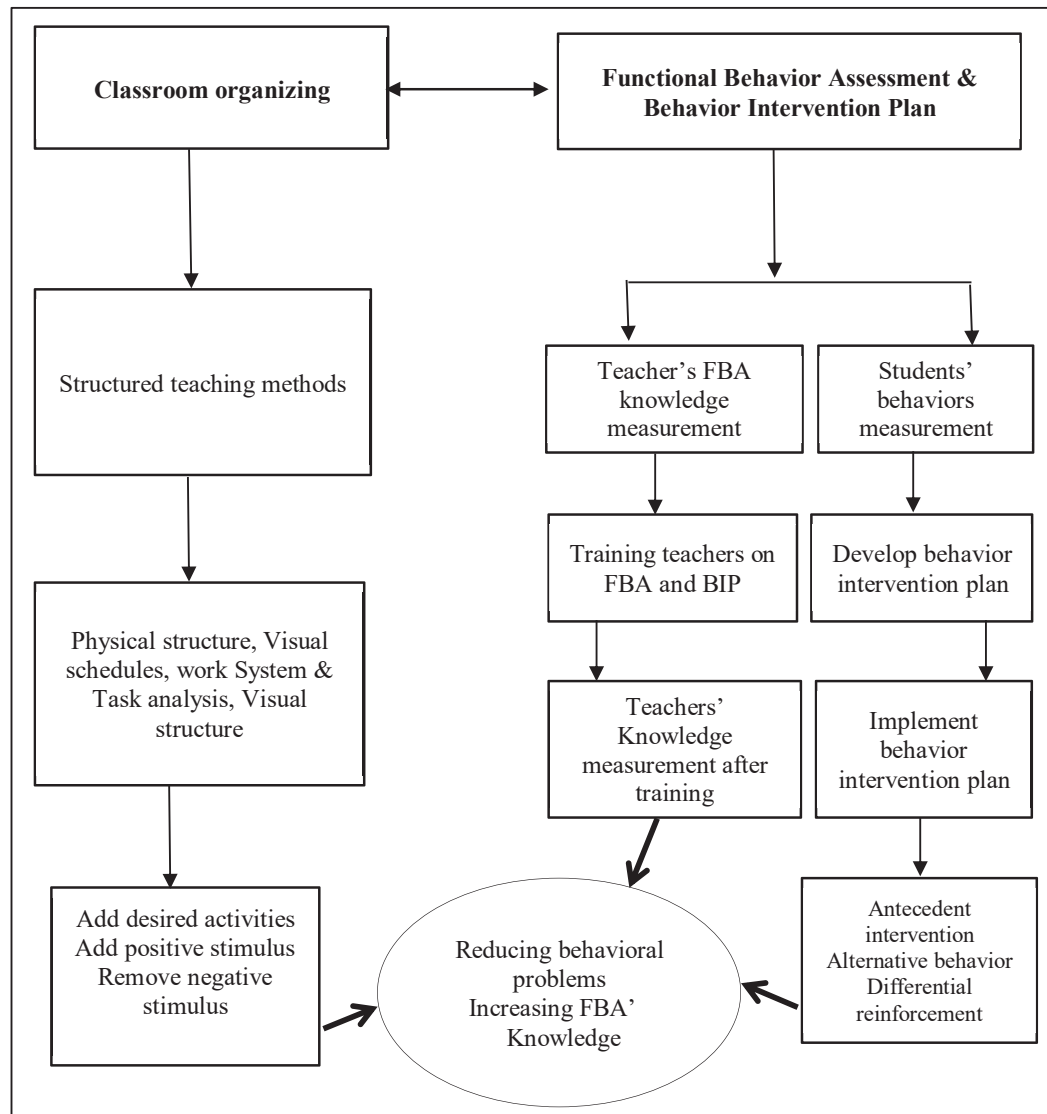 Classroom organizing
Functional Behavior Assessment &
Behavior Intervention Plan
Structured teaching methods
Teacher's FBA
knowledge
measurement
Students'
behaviors
measurement
Training teachers on
FBA and BIP
Develop behavior
intervention plan
Physical structure, Visual
schedules, work System &
Task analysis, Visual
structure
Teachers'
Knowledge
measurement after
training
Implement
behavior
intervention plan
Add desired activities
Add positive stimulus
Remove negative
stimulus
Reducing behavioral
problems
Increasing FBA'
Knowledge
Antecedent
intervention
Alternative behavior
Differential
reinforcement